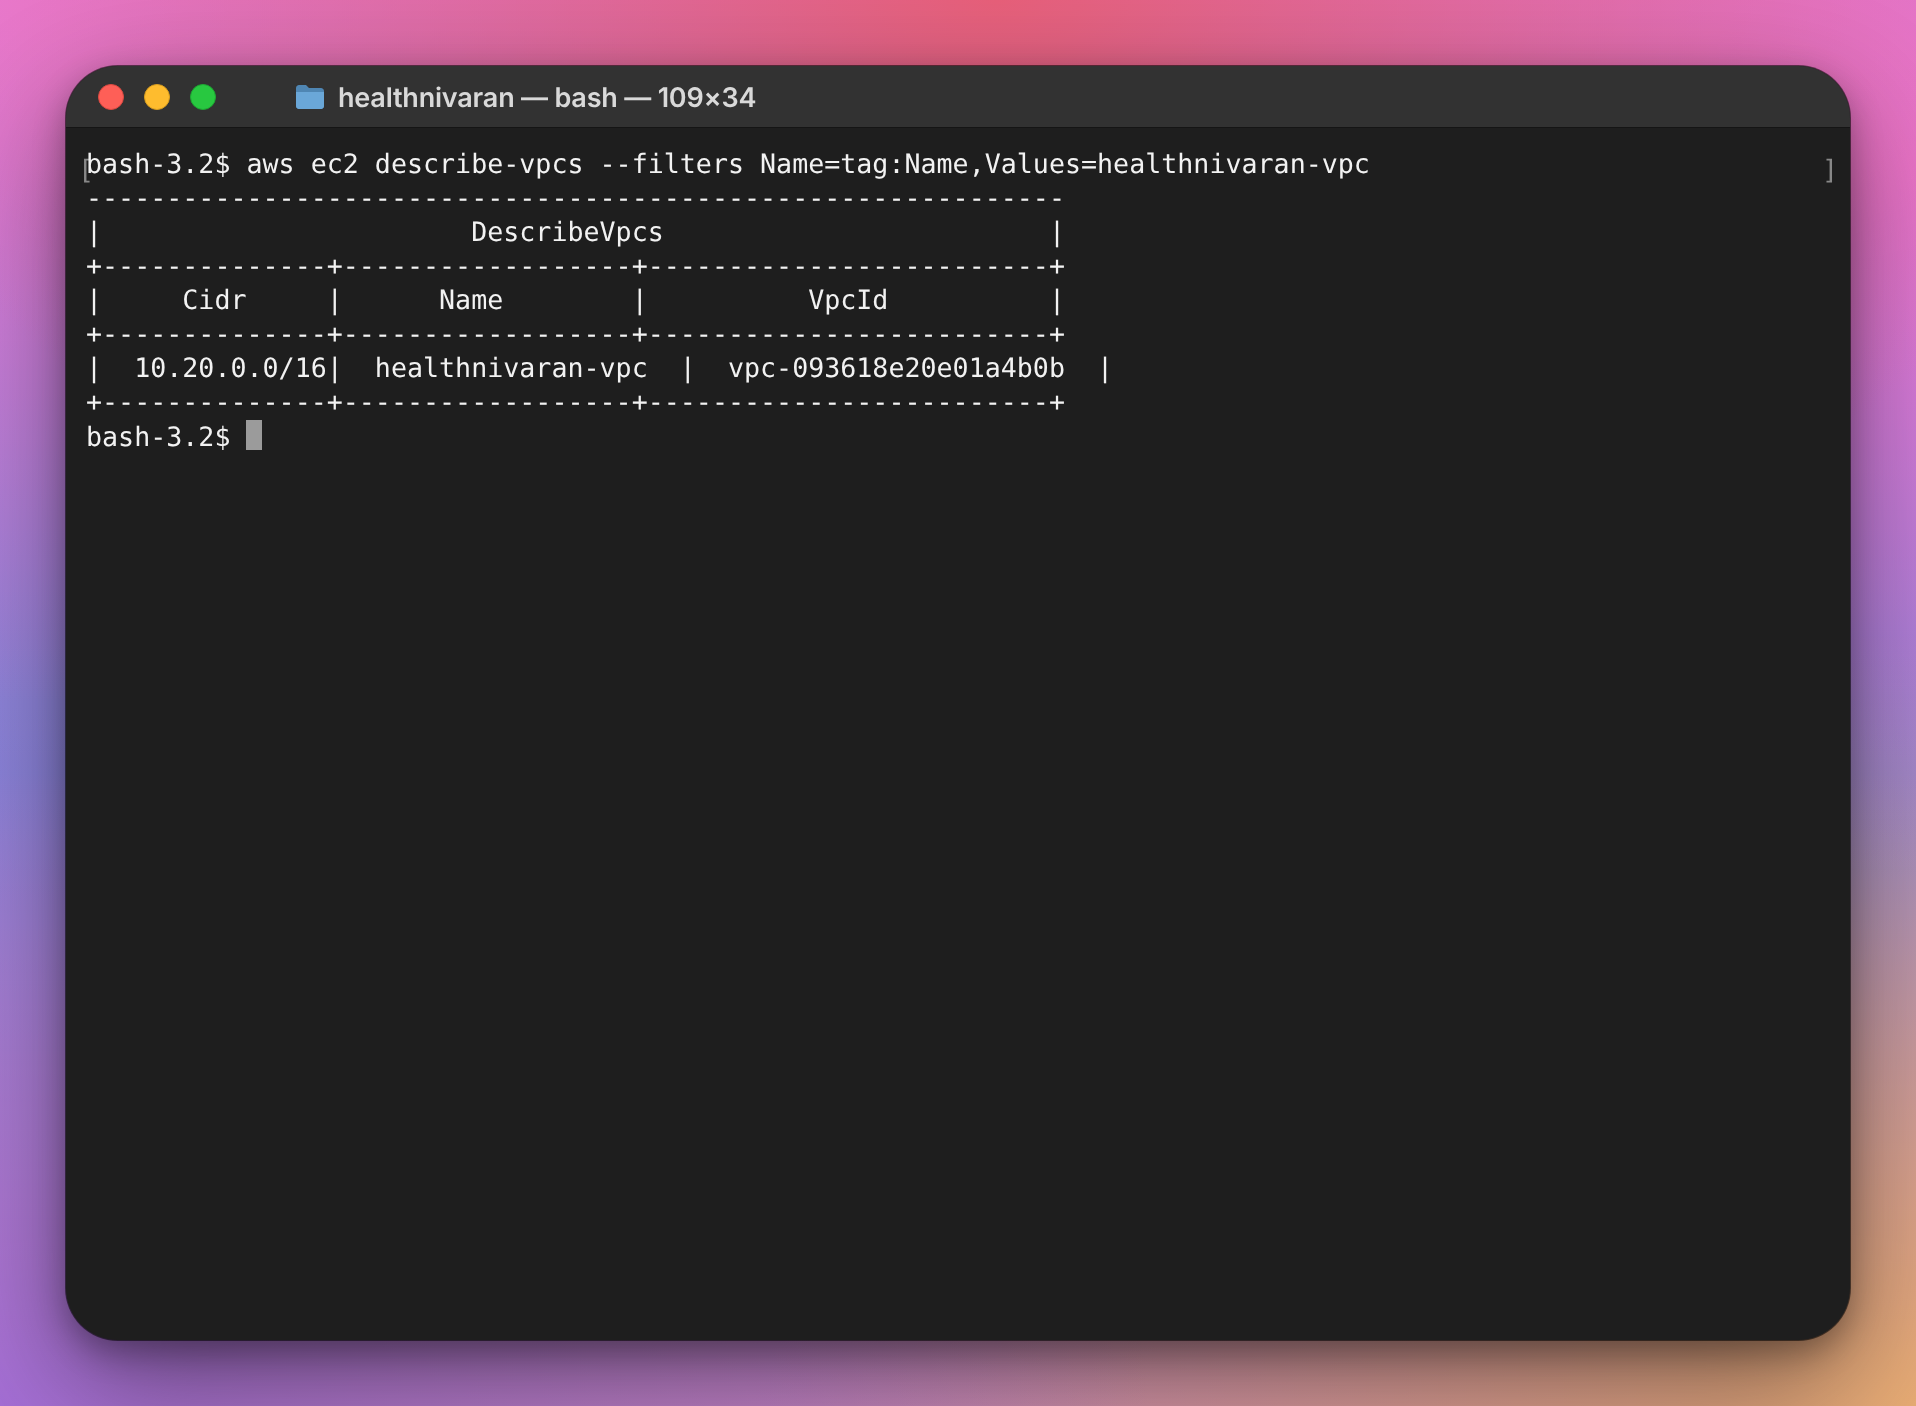 healthnivaran — bash — 109×34
[bash-3.2$ aws ec2 describe-vpcs --filters Name=tag:Name,Values=healthnivaran-vpc ]
-------------------------------------------------------------
|                       DescribeVpcs                        |
+--------------+------------------+-------------------------+
|     Cidr     |      Name        |          VpcId          |
+--------------+------------------+-------------------------+
|  10.20.0.0/16|  healthnivaran-vpc  |  vpc-093618e20e01a4b0b  |
+--------------+------------------+-------------------------+
bash-3.2$